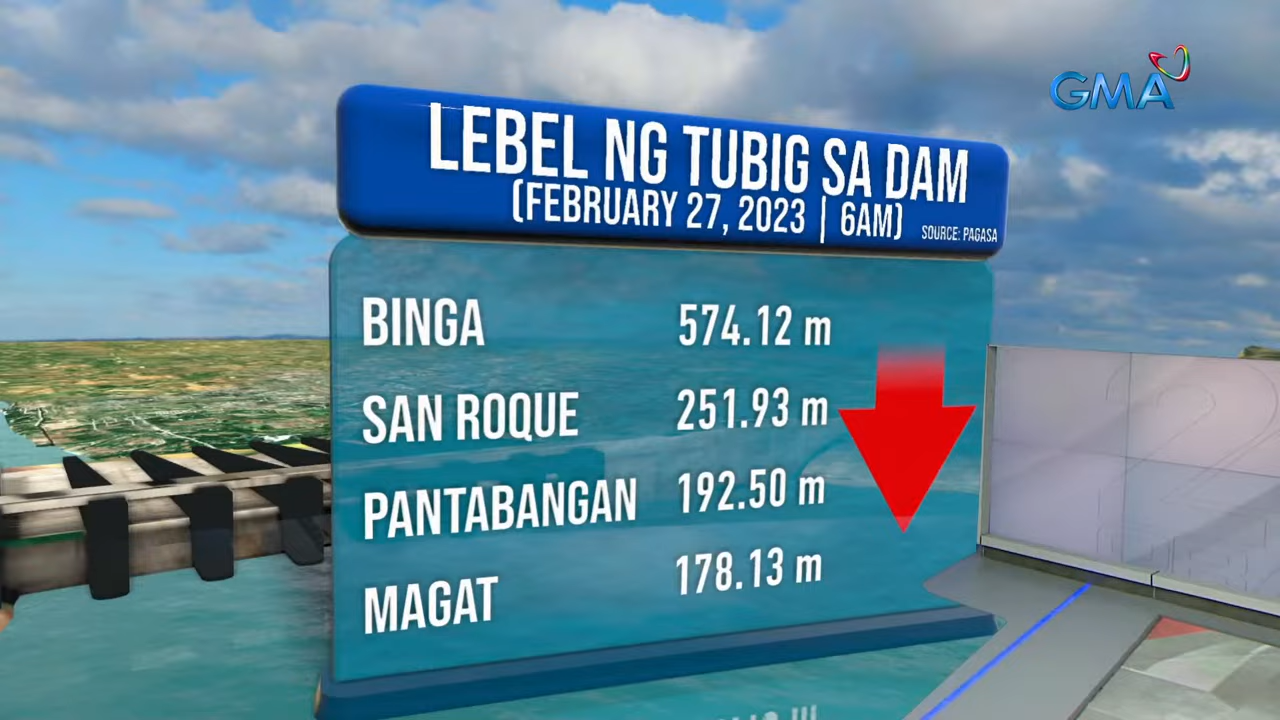 GMA
LEBEL NG TUBIG SA DAM
(FEBRUARY 27, 2023 | 6AM)
SOURCE: PAGASA
BINGA 574.12 m
SAN ROQUE 251.93 m
PANTABANGAN 192.50 m
MAGAT 178.13 m